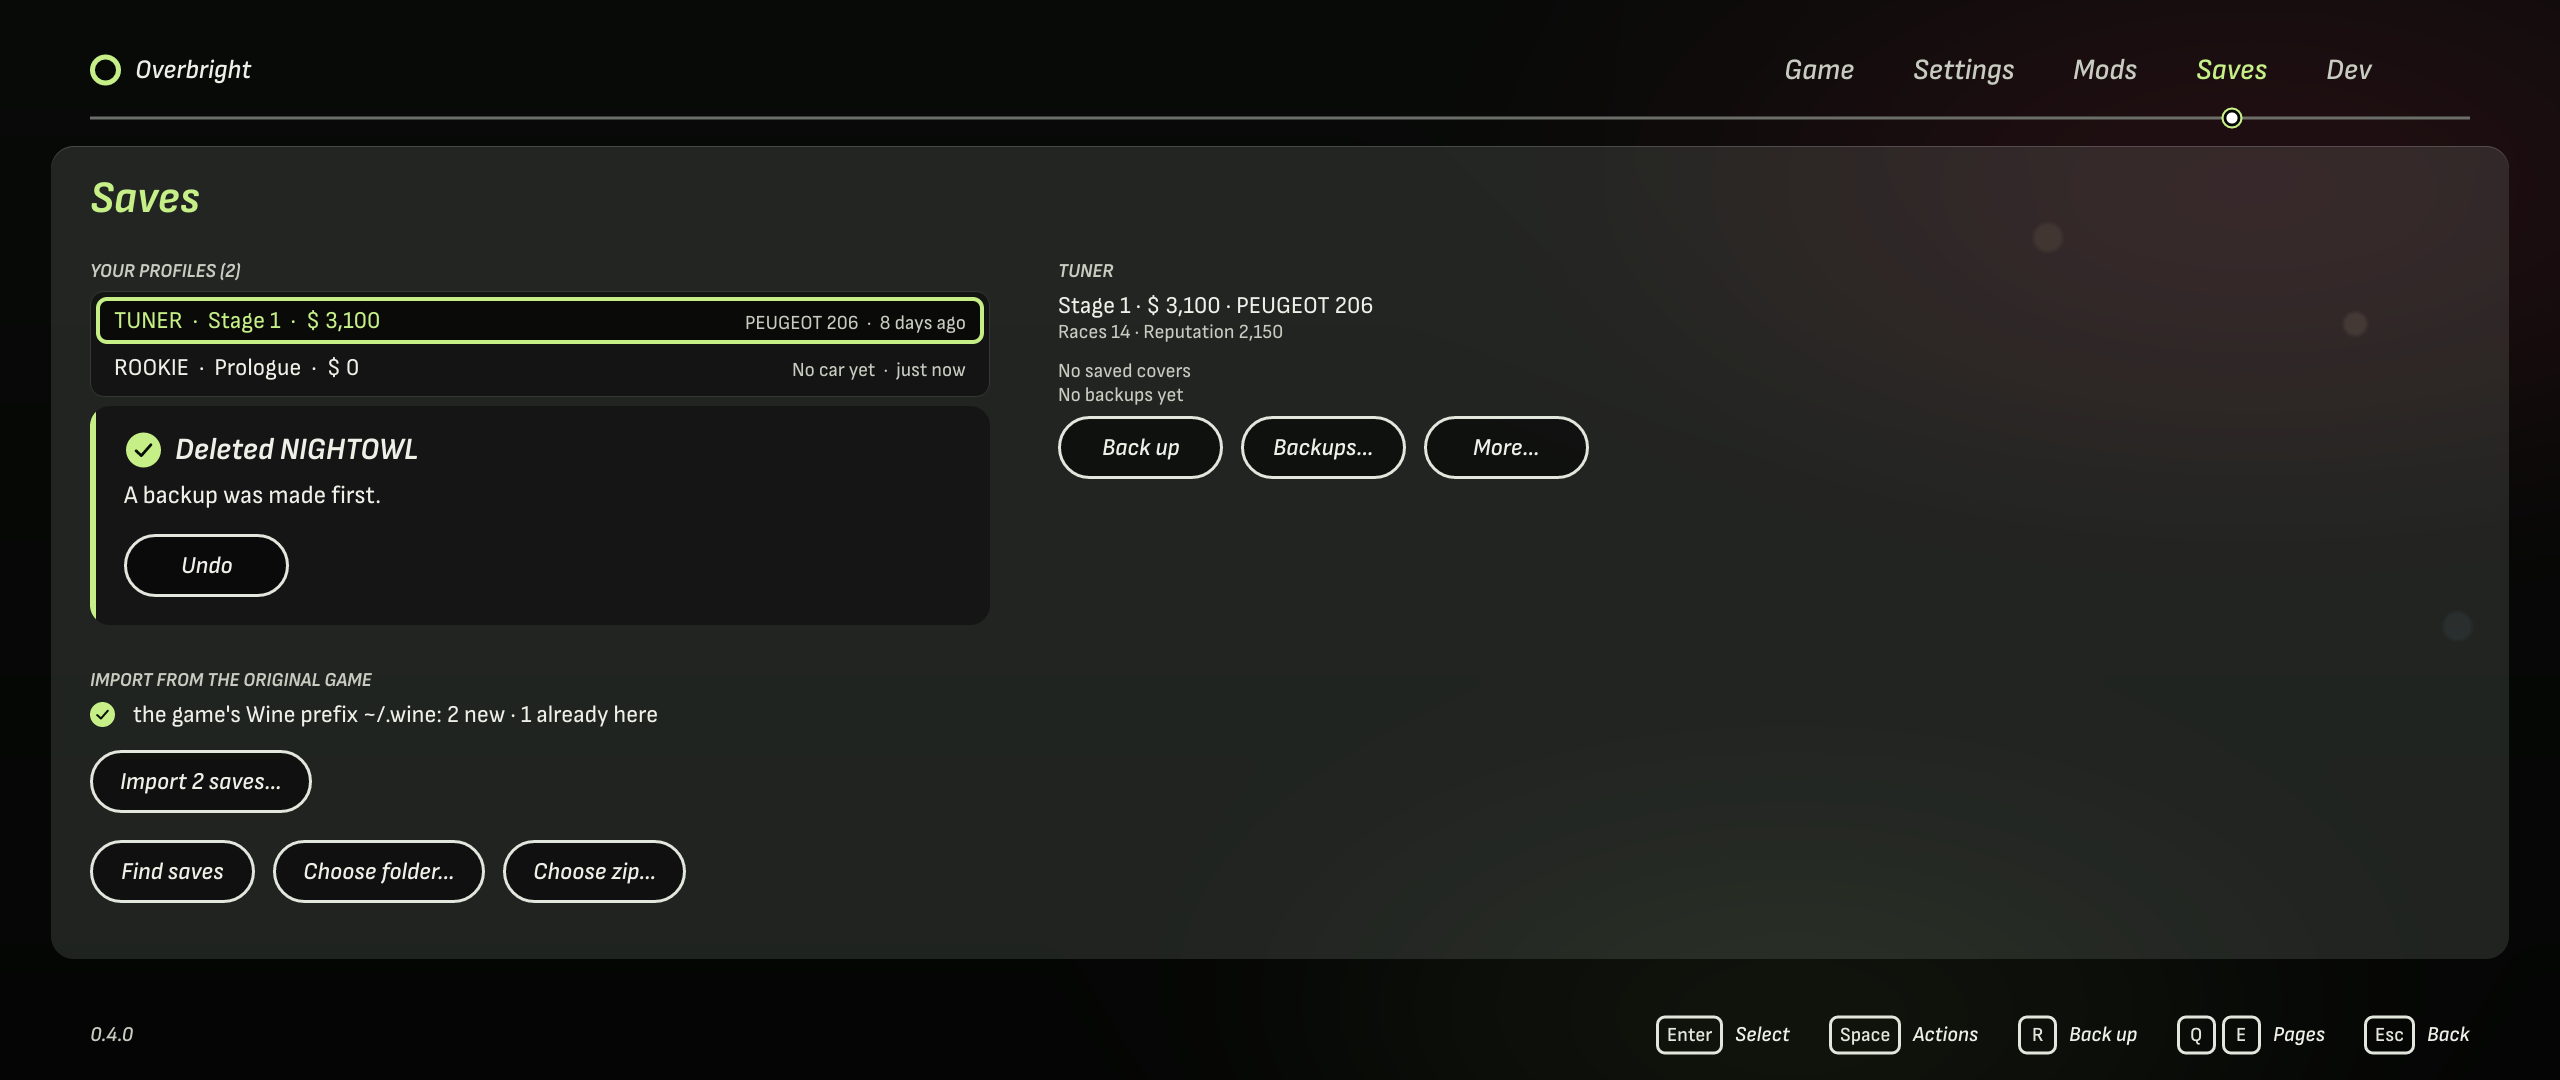 Overbright
Game Settings Mods Saves Dev
Saves
YOUR PROFILES (2)
TUNER · Stage 1 · $ 3,100 PEUGEOT 206 · 8 days ago
ROOKIE · Prologue · $ 0 No car yet · just now
Deleted NIGHTOWL
A backup was made first.
Undo
IMPORT FROM THE ORIGINAL GAME
the game's Wine prefix ~/.wine: 2 new · 1 already here
Import 2 saves...
Find saves Choose folder... Choose zip...
TUNER
Stage 1 · $ 3,100 · PEUGEOT 206
Races 14 · Reputation 2,150
No saved covers
No backups yet
Back up Backups... More...
0.4.0
Enter Select Space Actions R Back up Q E Pages Esc Back